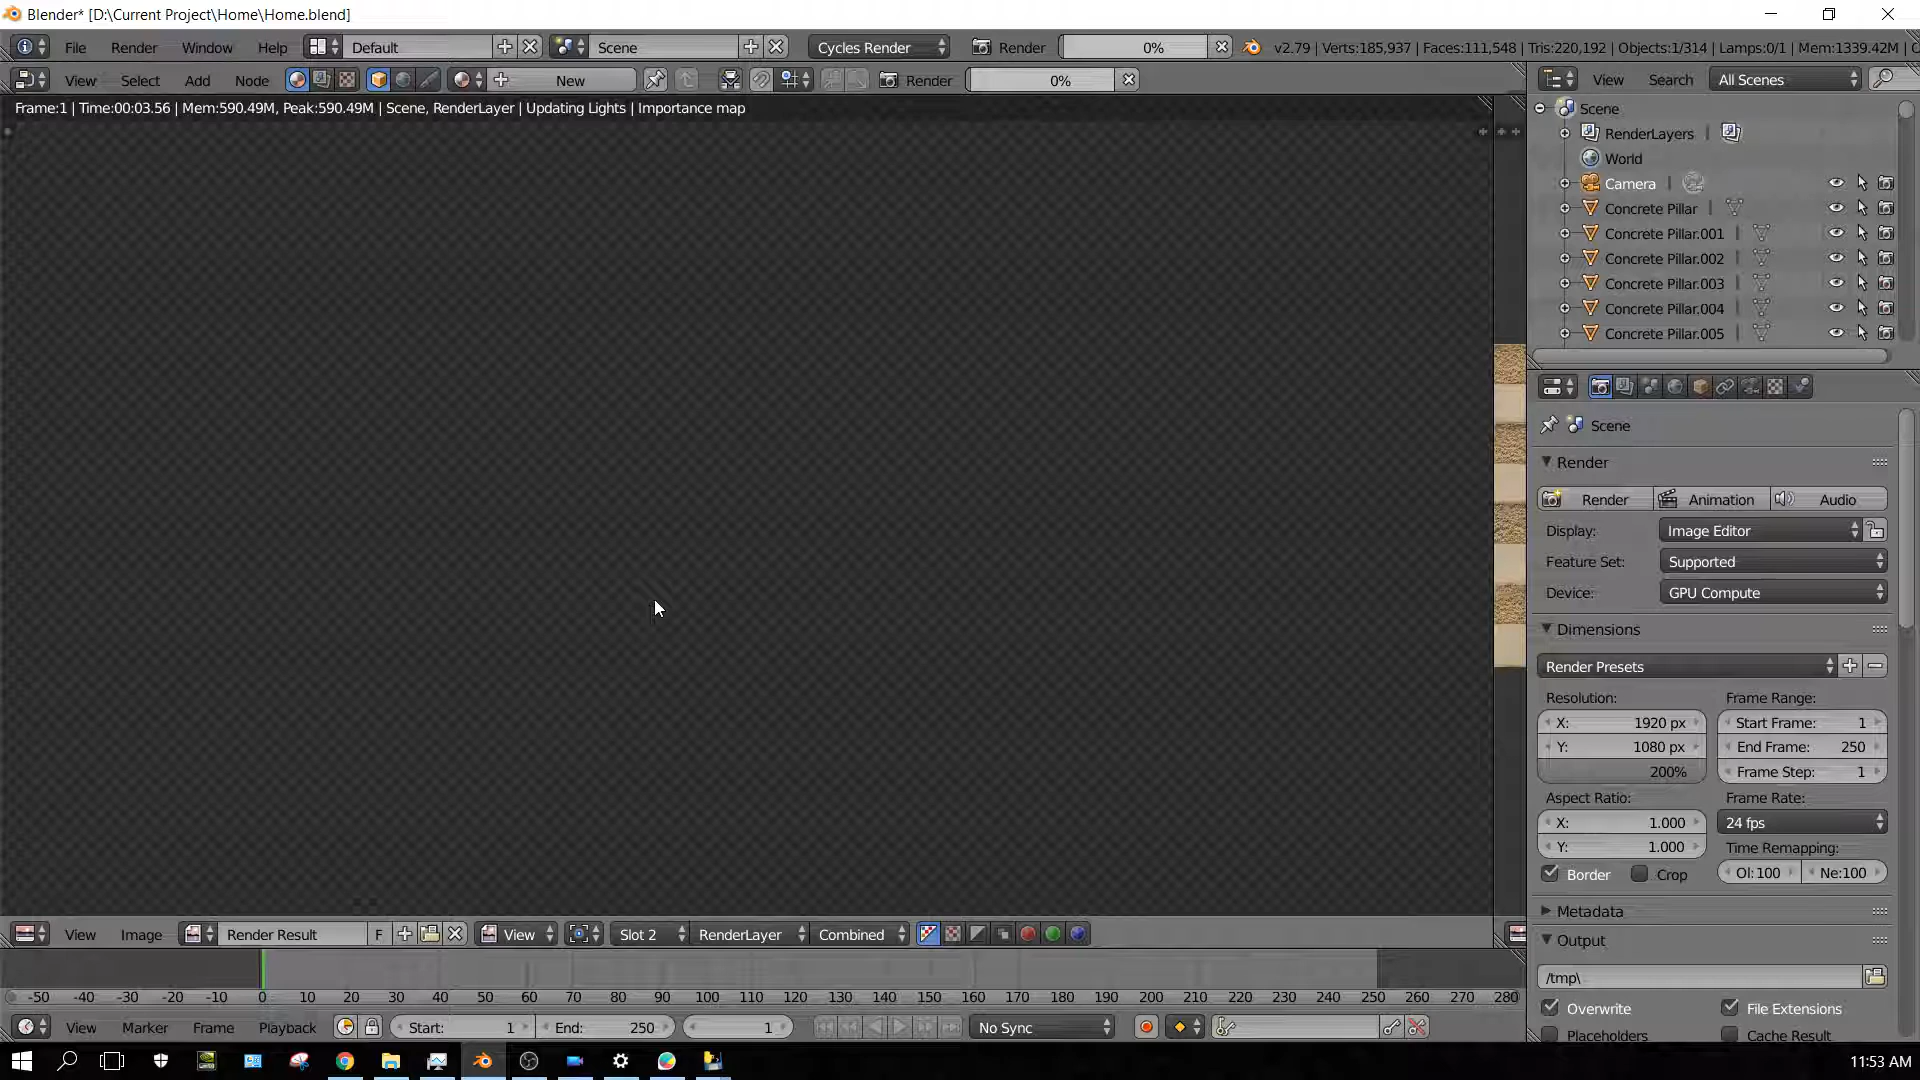 Blender* [D:\Current Project\Home\Home.blend]
File Render Window Help Default Scene Cycles Render Render 0% v2.79 | Verts:185,937 | Faces:111,548 | Tris:220,192 | Objects:1/314 | Lamps:0/1 | Mem:1339.42M | C
View Select Add Node New Render 0% View Search All Scenes
Frame:1 | Time:00:03.56 | Mem:590.49M, Peak:590.49M | Scene, RenderLayer | Updating Lights | Importance map
Scene
RenderLayers |
World
Camera |
Concrete Pillar |
Concrete Pillar.001 |
Concrete Pillar.002 |
Concrete Pillar.003 |
Concrete Pillar.004 |
Concrete Pillar.005 |
Scene
Render
Render Animation Audio
Display: Image Editor
Feature Set: Supported
Device: GPU Compute
Dimensions
Render Presets
Resolution: Frame Range:
X: 1920 px Start Frame: 1
Y: 1080 px End Frame: 250
200% Frame Step: 1
Aspect Ratio: Frame Rate:
X: 1.000 24 fps
Y: 1.000 Time Remapping:
Border Crop Ol:100 Ne:100
Metadata
Output
/tmp\
Overwrite File Extensions
Placeholders Cache Result
View Image Render Result F View Slot 2 RenderLayer Combined
-50 -40 -30 -20 -10 0 10 20 30 40 50 60 70 80 90 100 110 120 130 140 150 160 170 180 190 200 210 220 230 240 250 260 270 280
View Marker Frame Playback Start: 1 End: 250 1 No Sync
11:53 AM